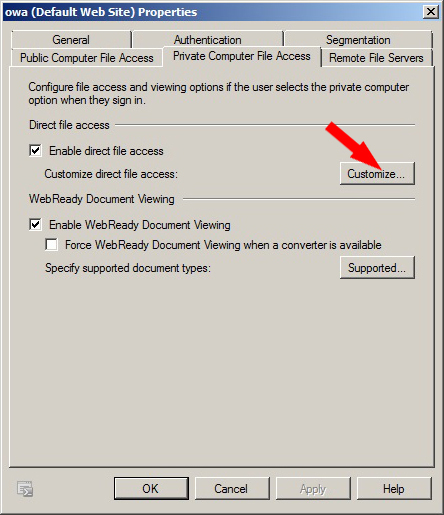 owa (Default Web Site) Properties
General Authentication Segmentation
Public Computer File Access Private Computer File Access Remote File Servers
Configure file access and viewing options if the user selects the private computer
option when they sign in.
Direct file access
Enable direct file access
Customize direct file access: Customize...
WebReady Document Viewing
Enable WebReady Document Viewing
Force WebReady Document Viewing when a converter is available
Specify supported document types: Supported...
OK Cancel Apply Help